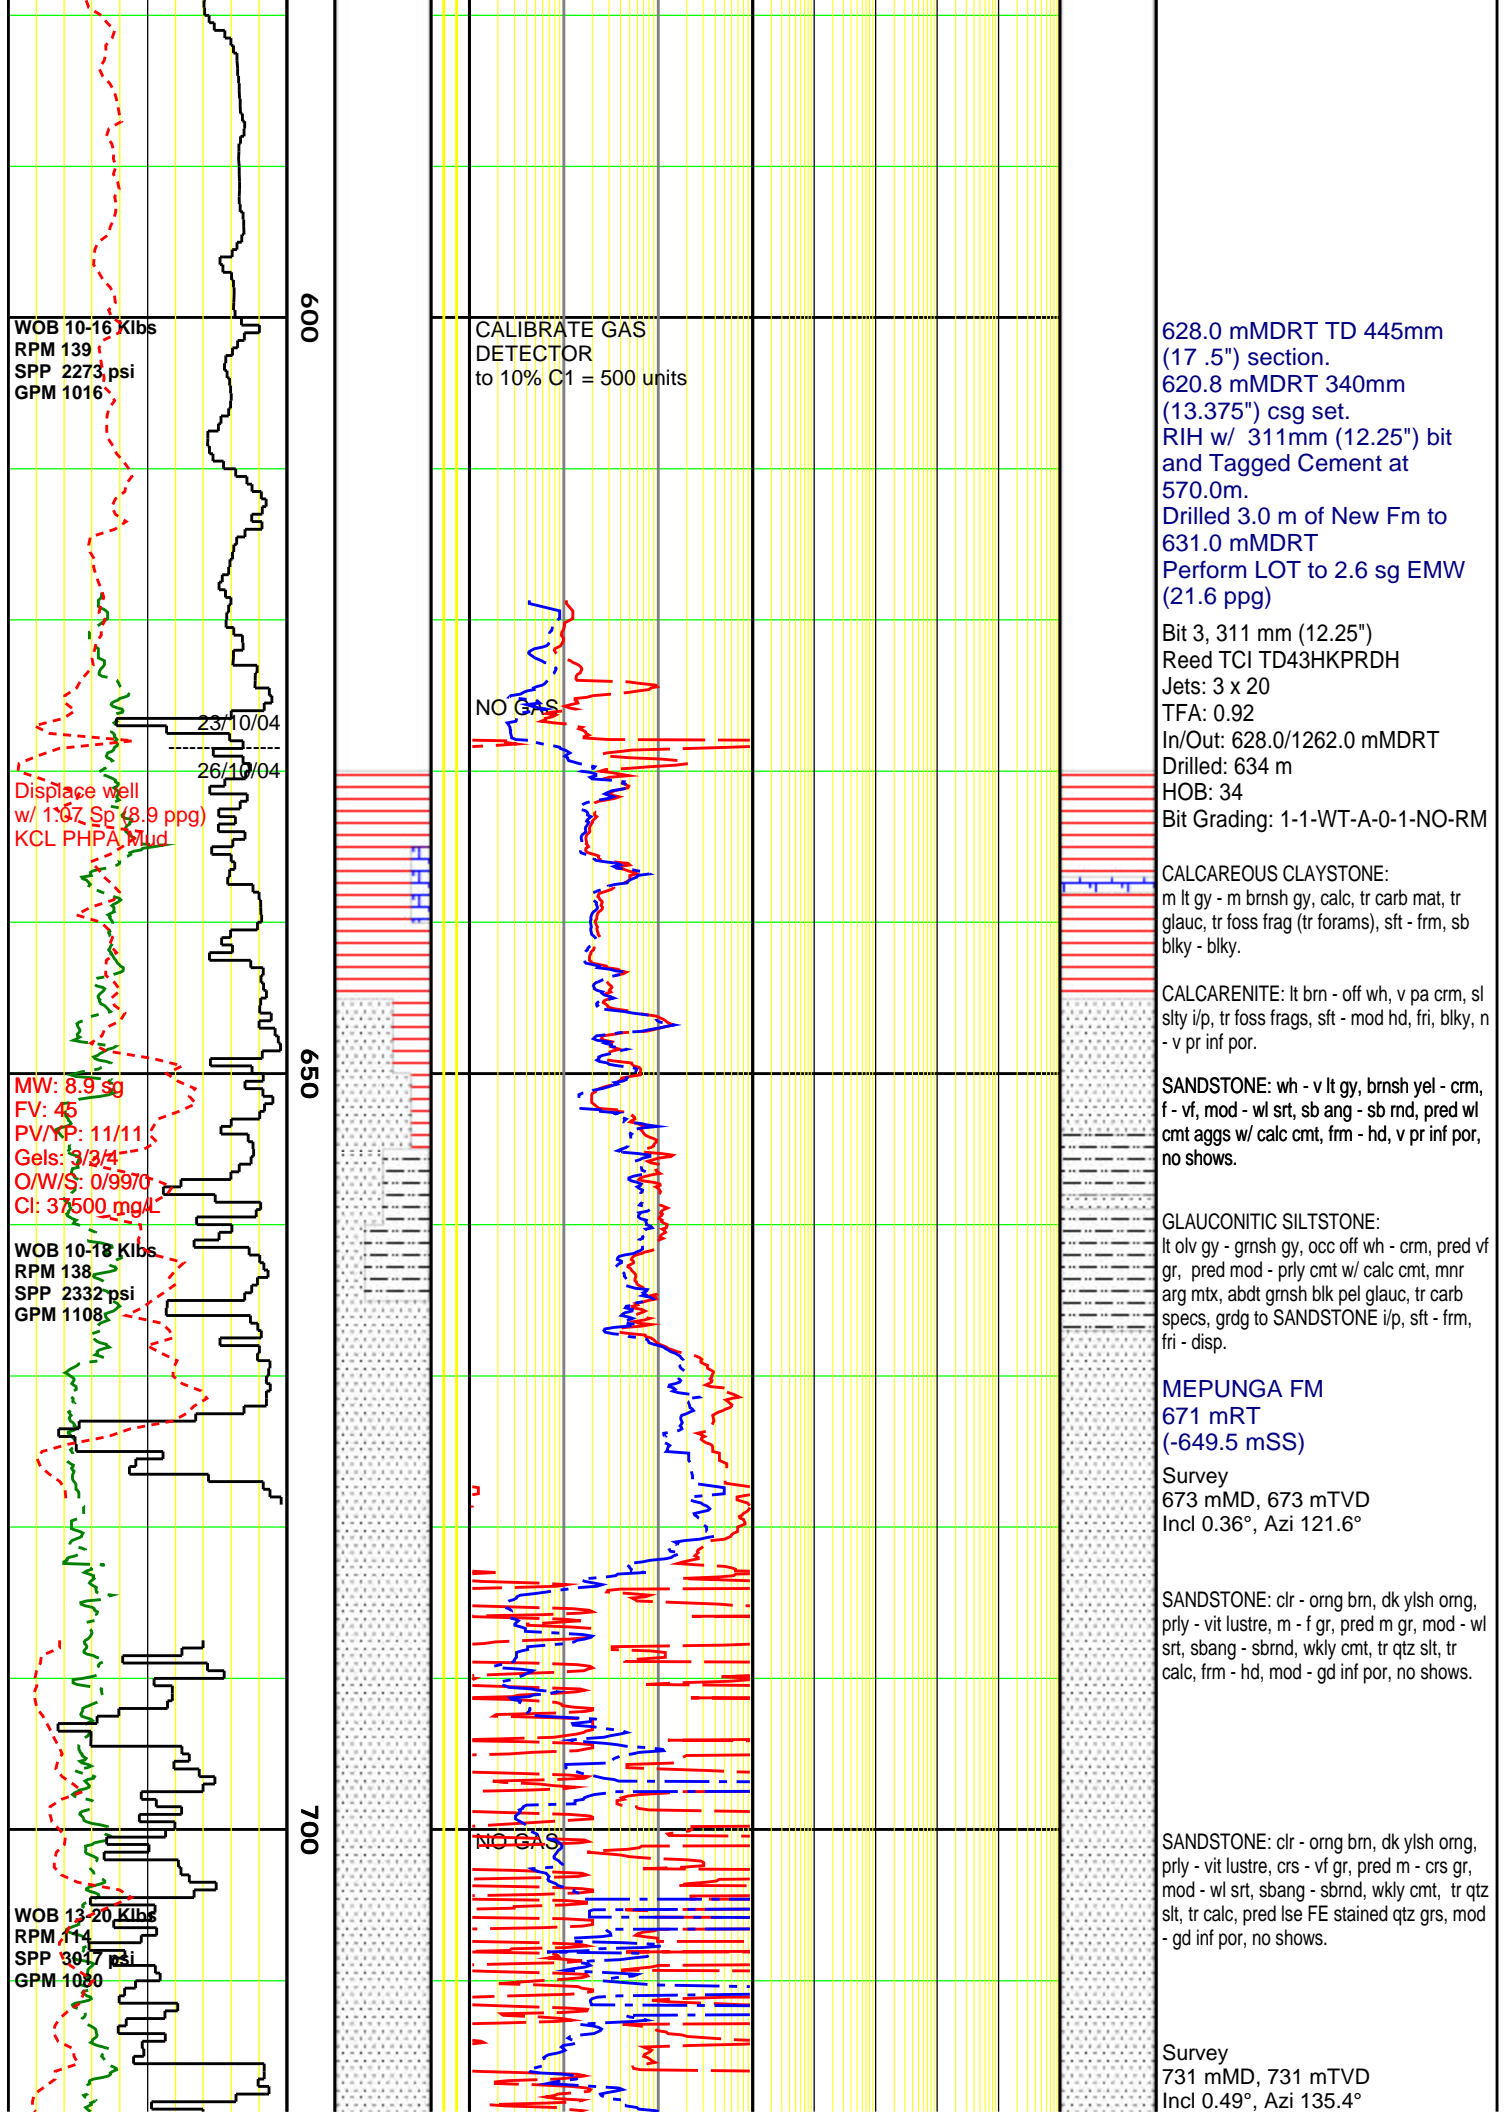 WOB 10-16 Klbs
RPM 139
SPP 2273 psi
GPM 1016
23/10/04
26/10/04
Displace well
w/ 1.07 Sp (8.9 ppg)
KCL PHPA Mud
MW: 8.9 sg
FV: 45
PV/YP: 11/11
Gels: 3/3/4
O/W/S: 0/99/0
Cl: 37500 mg/L
WOB 10-18 Klbs
RPM 138
SPP 2332 psi
GPM 1108
WOB 13-20 Klbs
RPM 114
SPP 3017 psi
GPM 1080
600
650
700
CALIBRATE GAS
DETECTOR
to 10% C1 = 500 units
NO GAS
NO GAS
628.0 mMDRT TD 445mm
(17 .5") section.
620.8 mMDRT 340mm
(13.375") csg set.
RIH w/ 311mm (12.25") bit
and Tagged Cement at
570.0m.
Drilled 3.0 m of New Fm to
631.0 mMDRT
Perform LOT to 2.6 sg EMW
(21.6 ppg)
Bit 3, 311 mm (12.25")
Reed TCI TD43HKPRDH
Jets: 3 x 20
TFA: 0.92
In/Out: 628.0/1262.0 mMDRT
Drilled: 634 m
HOB: 34
Bit Grading: 1-1-WT-A-0-1-NO-RM
CALCAREOUS CLAYSTONE:
m lt gy - m brnsh gy, calc, tr carb mat, tr
glauc, tr foss frag (tr forams), sft - frm, sb
blky - blky.
CALCARENITE: lt brn - off wh, v pa crm, sl
slty i/p, tr foss frags, sft - mod hd, fri, blky, n
- v pr inf por.
SANDSTONE: wh - v lt gy, brnsh yel - crm,
f - vf, mod - wl srt, sb ang - sb rnd, pred wl
cmt aggs w/ calc cmt, frm - hd, v pr inf por,
no shows.
GLAUCONITIC SILTSTONE:
lt olv gy - grnsh gy, occ off wh - crm, pred vf
gr, pred mod - prly cmt w/ calc cmt, mnr
arg mtx, abdt grnsh blk pel glauc, tr carb
specs, grdg to SANDSTONE i/p, sft - frm,
fri - disp.
MEPUNGA FM
671 mRT
(-649.5 mSS)
Survey
673 mMD, 673 mTVD
Incl 0.36°, Azi 121.6°
SANDSTONE: clr - orng brn, dk ylsh orng,
prly - vit lustre, m - f gr, pred m gr, mod - wl
srt, sbang - sbrnd, wkly cmt, tr qtz slt, tr
calc, frm - hd, mod - gd inf por, no shows.
SANDSTONE: clr - orng brn, dk ylsh orng,
prly - vit lustre, crs - vf gr, pred m - crs gr,
mod - wl srt, sbang - sbrnd, wkly cmt, tr qtz
slt, tr calc, pred lse FE stained qtz grs, mod
- gd inf por, no shows.
Survey
731 mMD, 731 mTVD
Incl 0.49°, Azi 135.4°